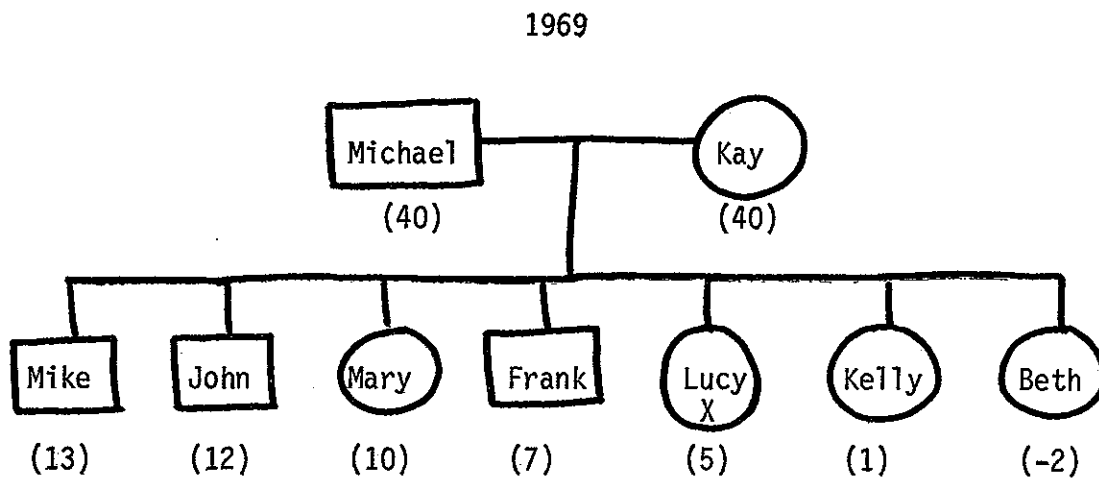 1969
Michael Kay
(40) (40)
Mike John Mary Frank Lucy Kelly Beth
X
(13) (12) (10) (7) (5) (1) (-2)